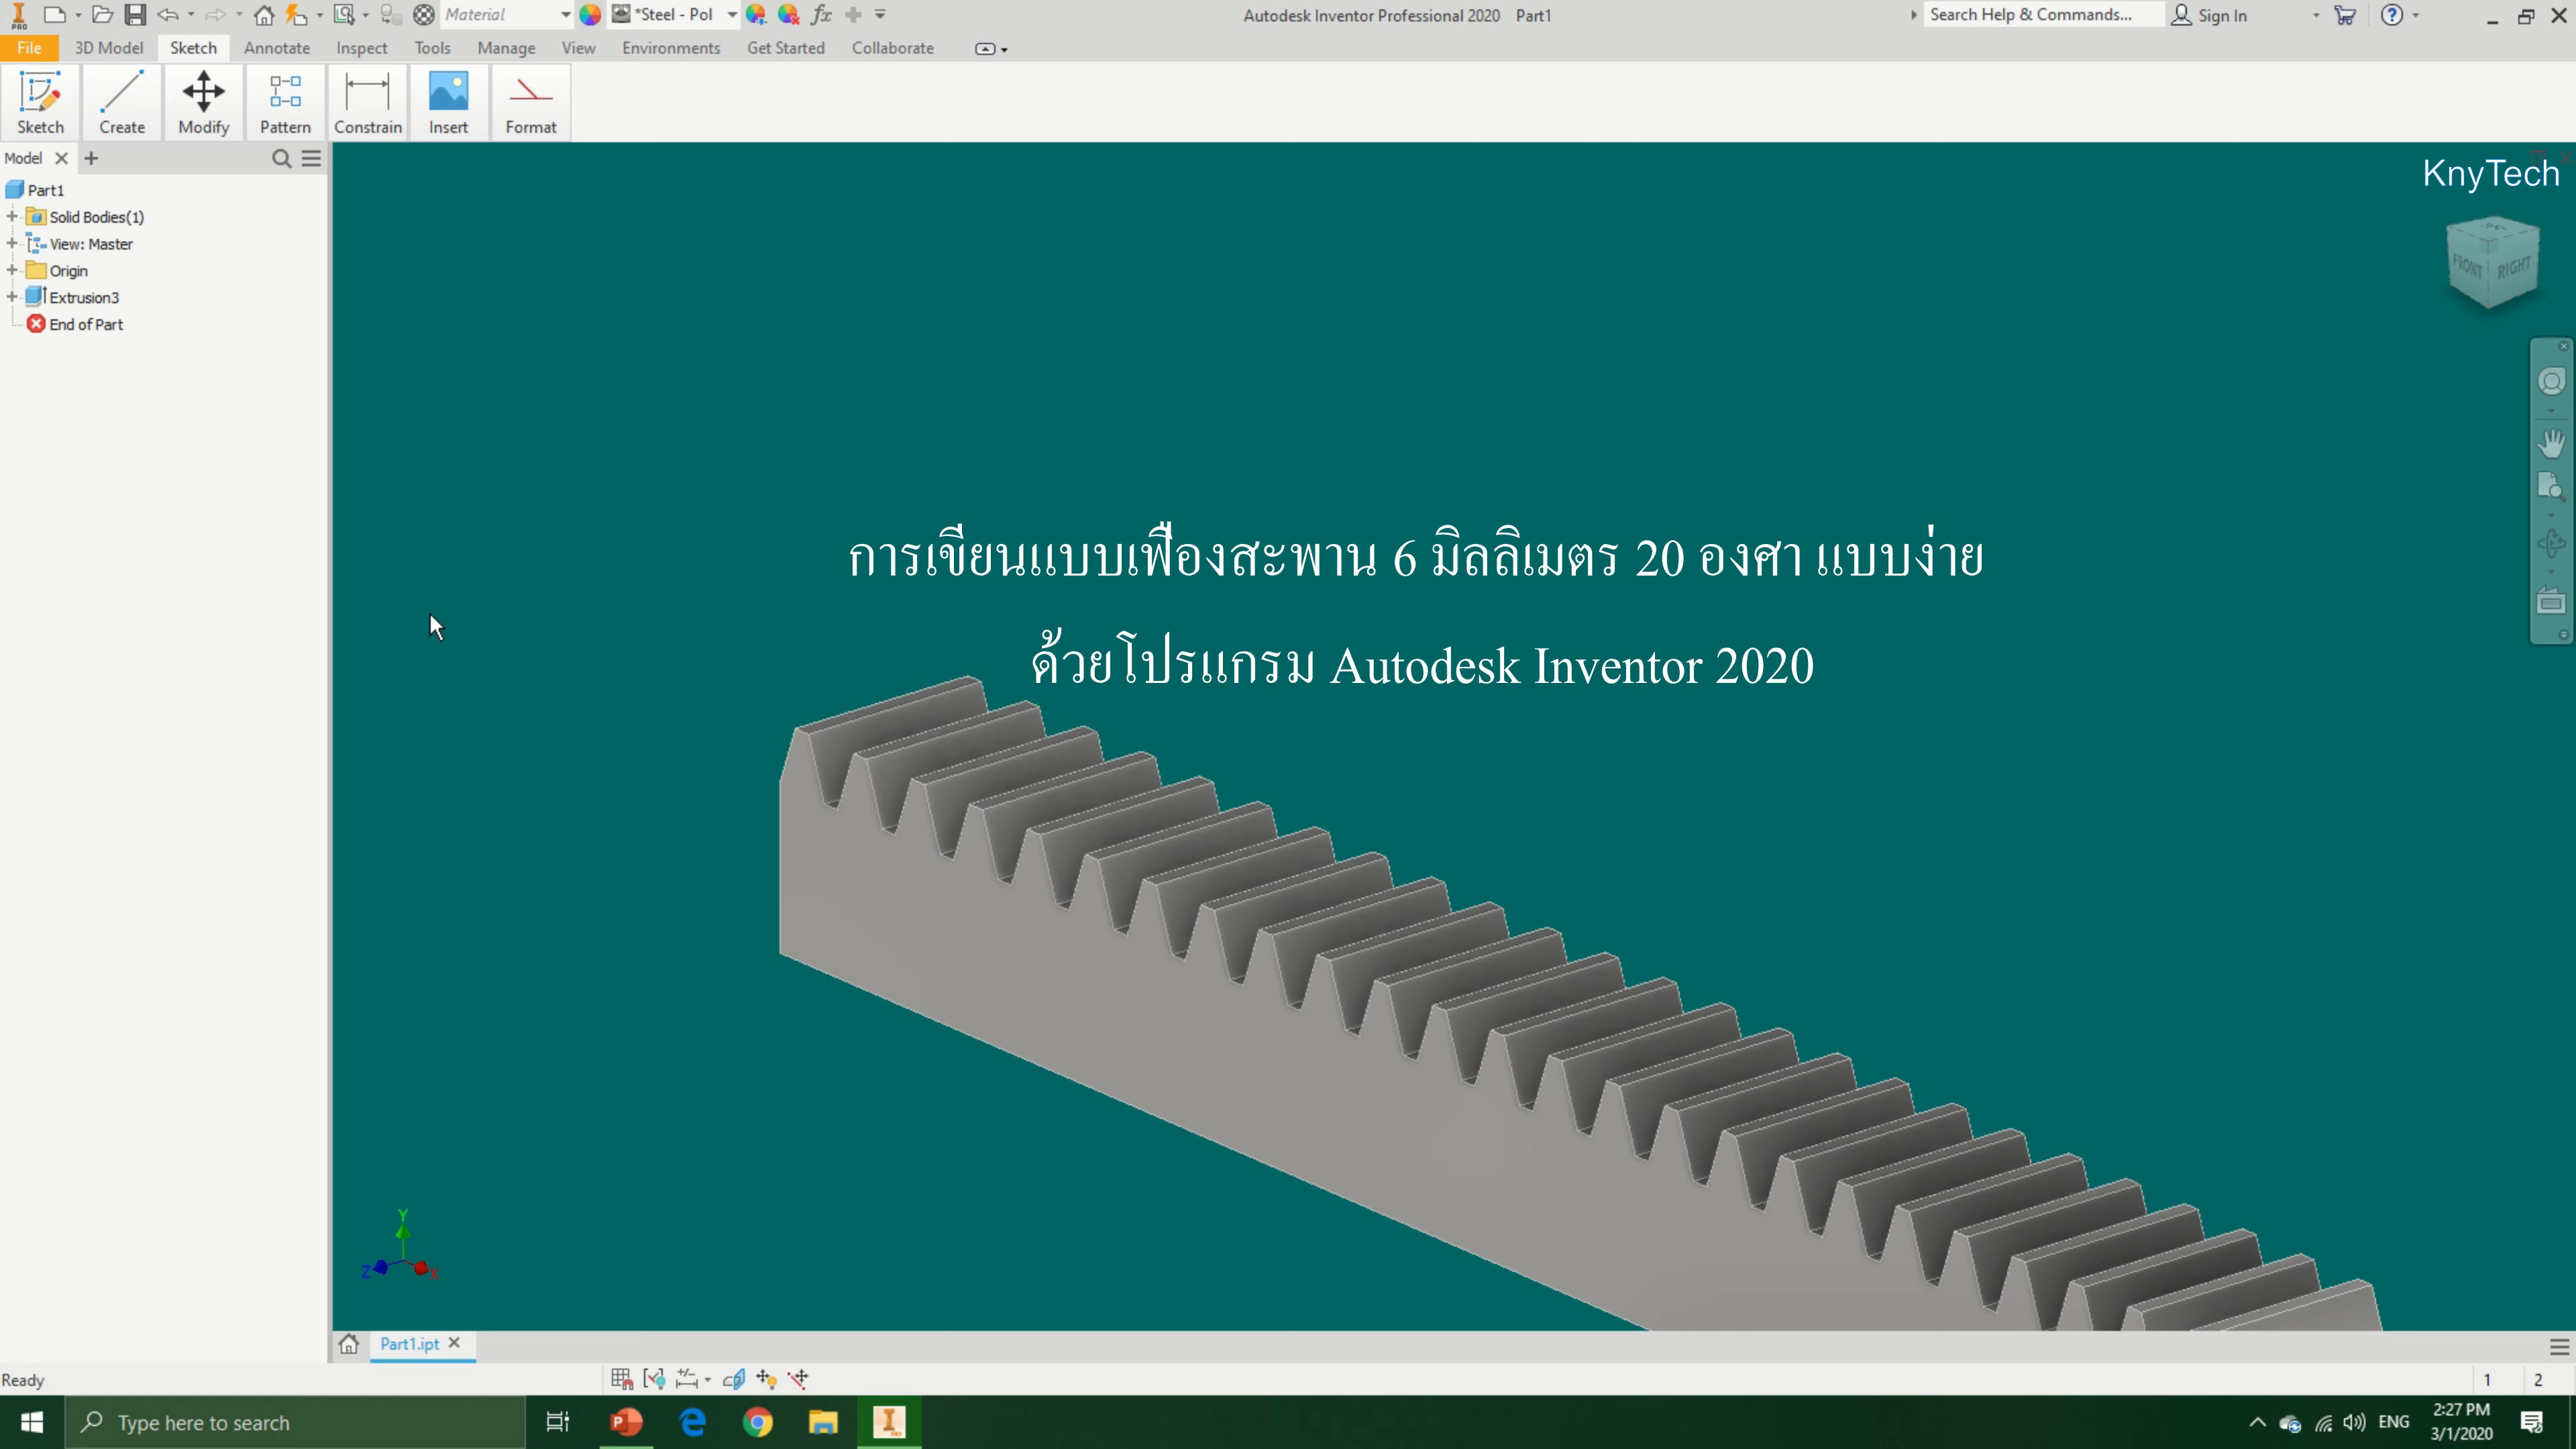 PRO
Material
*Steel - Pol
fx
Autodesk Inventor Professional 2020 Part1
Search Help & Commands...
Sign In
File 3D Model Sketch Annotate Inspect Tools Manage View Environments Get Started Collaborate
Sketch Create Modify Pattern Constrain Insert Format
Model
Part1
Solid Bodies(1)
View: Master
Origin
Extrusion3
End of Part
KnyTech
FRONT RIGHT
การเขียนแบบเฟืองสะพาน 6 มิลลิเมตร 20 องศา แบบง่าย
ด้วยโปรแกรม Autodesk Inventor 2020
Y
Z X
Part1.ipt
Ready
1 2
Type here to search
ENG
2:27 PM
3/1/2020